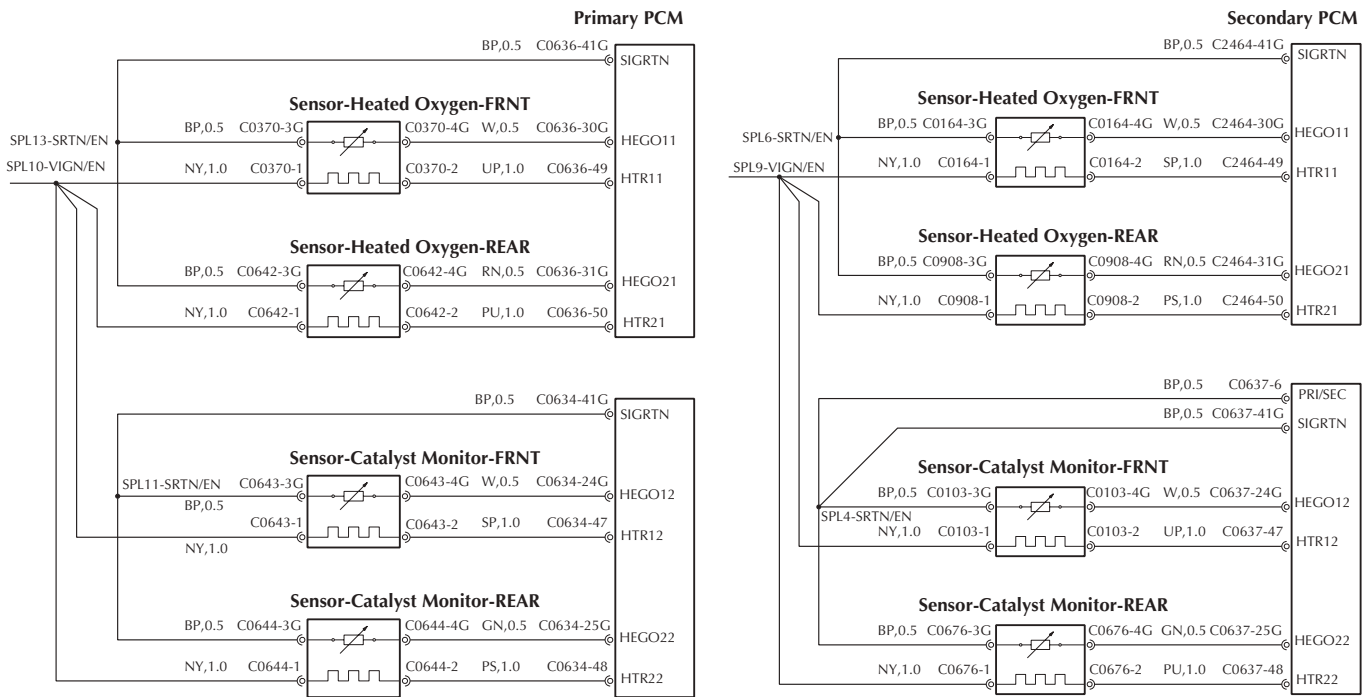 Primary PCM
BP,0.5 C0636-41G
SIGRTN
Sensor-Heated Oxygen-FRNT
SPL13-SRTN/EN
BP,0.5 C0370-3G C0370-4G W,0.5 C0636-30G
HEGO11
SPL10-VIGN/EN
NY,1.0 C0370-1 C0370-2 UP,1.0 C0636-49
HTR11
Sensor-Heated Oxygen-REAR
BP,0.5 C0642-3G C0642-4G RN,0.5 C0636-31G
HEGO21
NY,1.0 C0642-1 C0642-2 PU,1.0 C0636-50
HTR21
BP,0.5 C0634-41G
SIGRTN
Sensor-Catalyst Monitor-FRNT
SPL11-SRTN/EN C0643-3G C0643-4G W,0.5 C0634-24G
HEGO12
BP,0.5
C0643-1 C0643-2 SP,1.0 C0634-47
HTR12
NY,1.0
Sensor-Catalyst Monitor-REAR
BP,0.5 C0644-3G C0644-4G GN,0.5 C0634-25G
HEGO22
NY,1.0 C0644-1 C0644-2 PS,1.0 C0634-48
HTR22
Secondary PCM
BP,0.5 C2464-41G
SIGRTN
Sensor-Heated Oxygen-FRNT
SPL6-SRTN/EN
BP,0.5 C0164-3G C0164-4G W,0.5 C2464-30G
HEGO11
SPL9-VIGN/EN
NY,1.0 C0164-1 C0164-2 SP,1.0 C2464-49
HTR11
Sensor-Heated Oxygen-REAR
BP,0.5 C0908-3G C0908-4G RN,0.5 C2464-31G
HEGO21
NY,1.0 C0908-1 C0908-2 PS,1.0 C2464-50
HTR21
BP,0.5 C0637-6
PRI/SEC
BP,0.5 C0637-41G
SIGRTN
Sensor-Catalyst Monitor-FRNT
BP,0.5 C0103-3G C0103-4G W,0.5 C0637-24G
HEGO12
SPL4-SRTN/EN
NY,1.0 C0103-1 C0103-2 UP,1.0 C0637-47
HTR12
Sensor-Catalyst Monitor-REAR
BP,0.5 C0676-3G C0676-4G GN,0.5 C0637-25G
HEGO22
NY,1.0 C0676-1 C0676-2 PU,1.0 C0637-48
HTR22